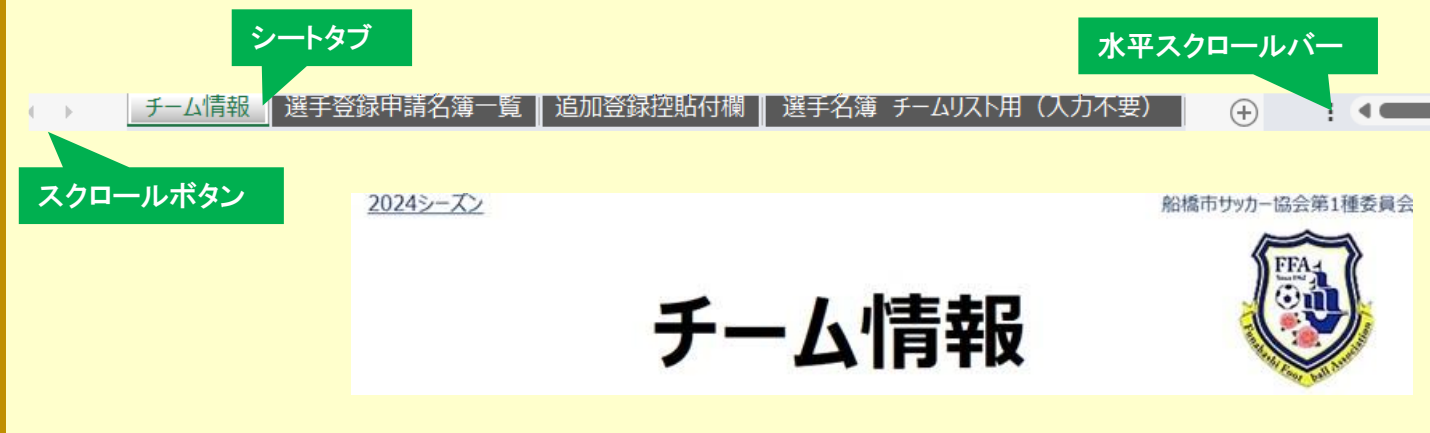 シートタブ
水平スクロールバー
チーム情報 選手登録申請名簿一覧 追加登録控貼付欄 選手名簿 チームリスト用（入力不要）
スクロールボタン
2024シーズン
船橋市サッカー協会第1種委員会
チーム情報
FFA
Funabashi Foot ball Association